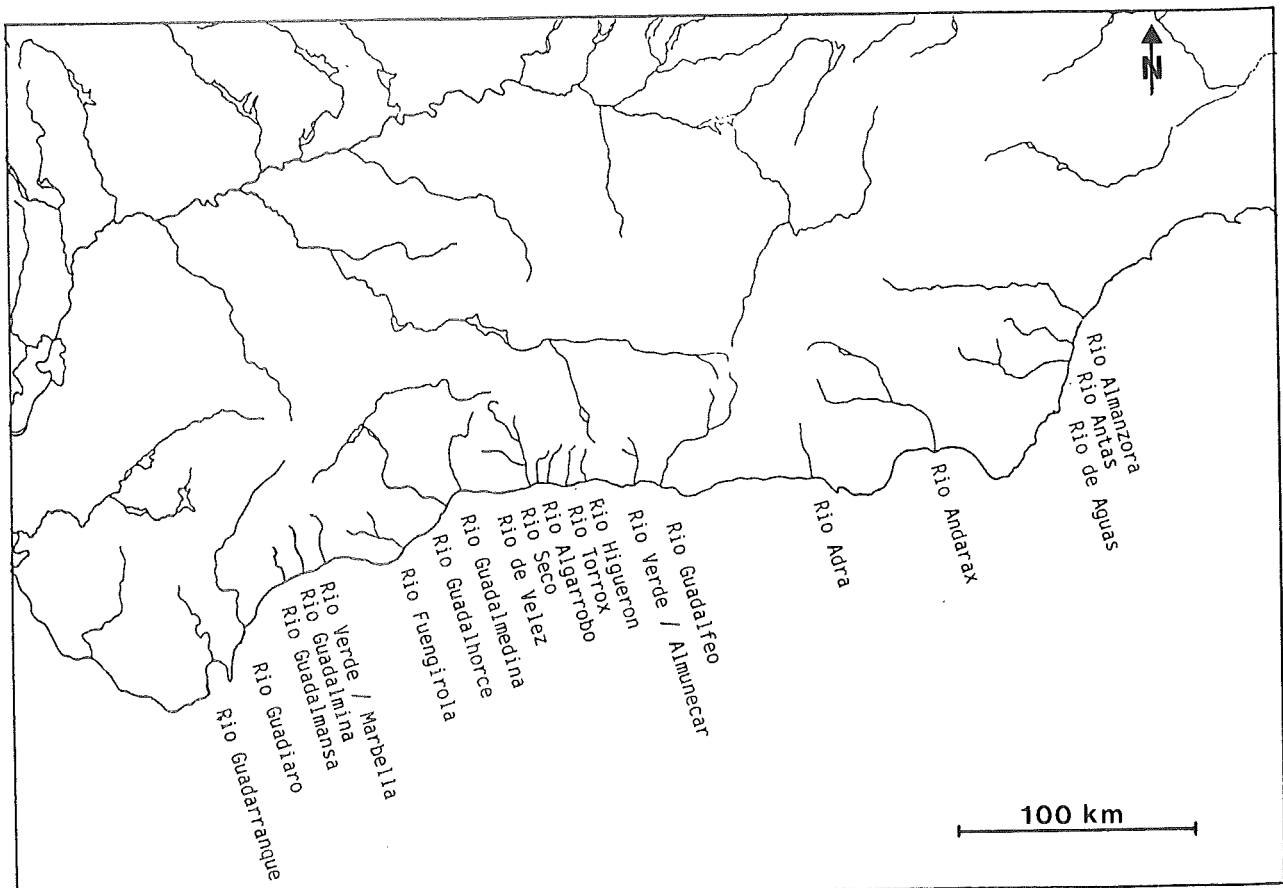 N
Rio Almanzora
Rio Antas
Rio de Aguas
Rio Andarax
Rio Adra
Rio Guadalfeo
Rio Verde / Almunecar
Rio Higueron
Rio Torrox
Rio Algarrobo
Rio Seco
Rio de Velez
Rio Guadalmedina
Rio Guadalhorce
Rio Fuengirola
Rio Verde / Marbella
Rio Guadalmina
Rio Guadalmansa
Rio Guadiaro
Rio Guadarranque
100 km